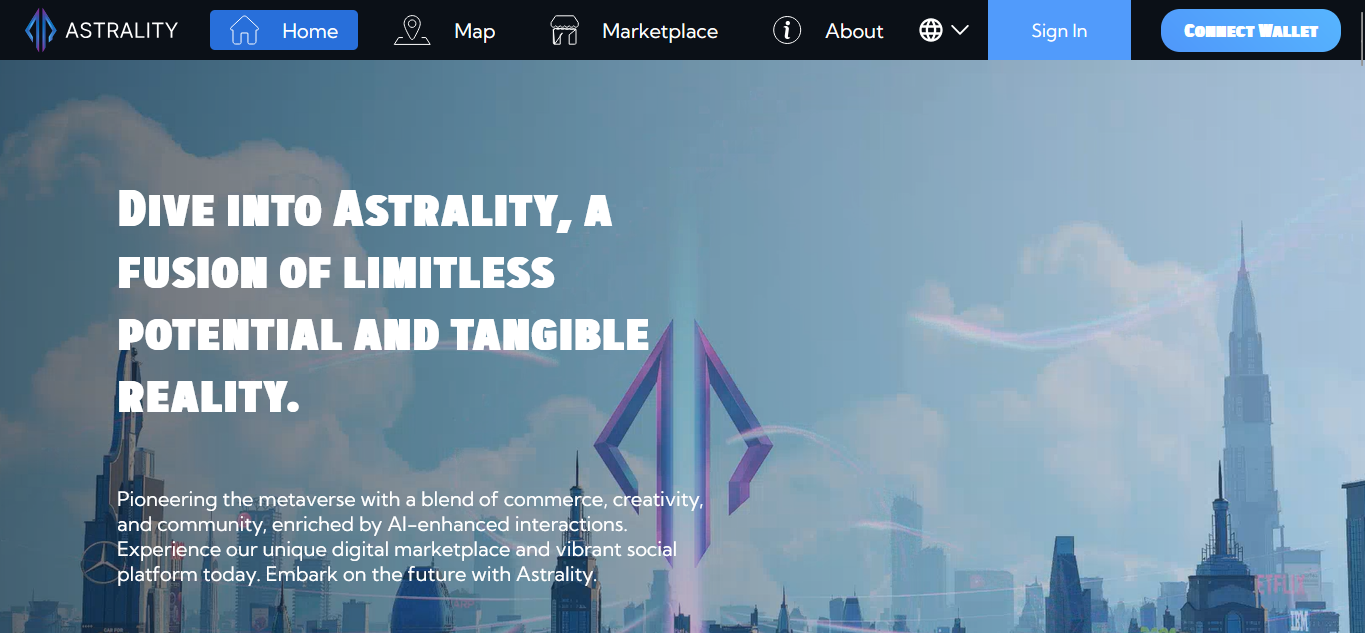 ASTRALITY
Home
Map
Marketplace
About
Sign In
Connect Wallet
Dive into Astrality, a
fusion of limitless
potential and tangible
reality.
Pioneering the metaverse with a blend of commerce, creativity,
and community, enriched by AI-enhanced interactions.
Experience our unique digital marketplace and vibrant social
platform today. Embark on the future with Astrality.
ETFLIX
IBM